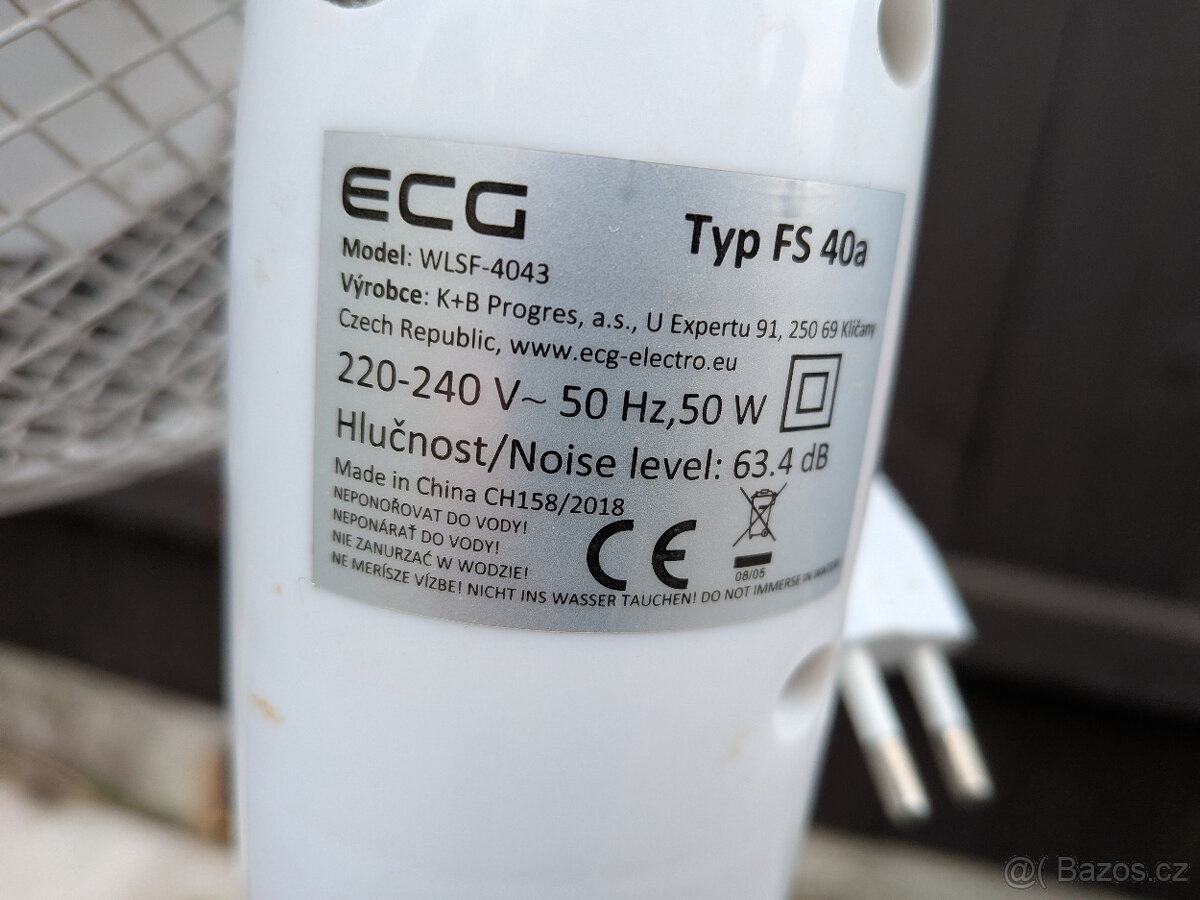 ECG
Typ FS 40a
Model: WLSF-4043
Výrobce: K+B Progres, a.s., U Expertu 91, 250 69 Klíčany
Czech Republic, www.ecg-electro.eu
220-240 V~ 50 Hz,50 W
Hlučnost/Noise level: 63.4 dB
Made in China CH158/2018
NEPONOŘOVAT DO VODY!
NEPONÁRAŤ DO VODY!
NIE ZANURZAĆ W WODZIE!
NE MERÍSZE VÍZBE! NICHT INS WASSER TAUCHEN! DO NOT IMMERSE IN WATER!
CE
08/05
@( Bazos.cz